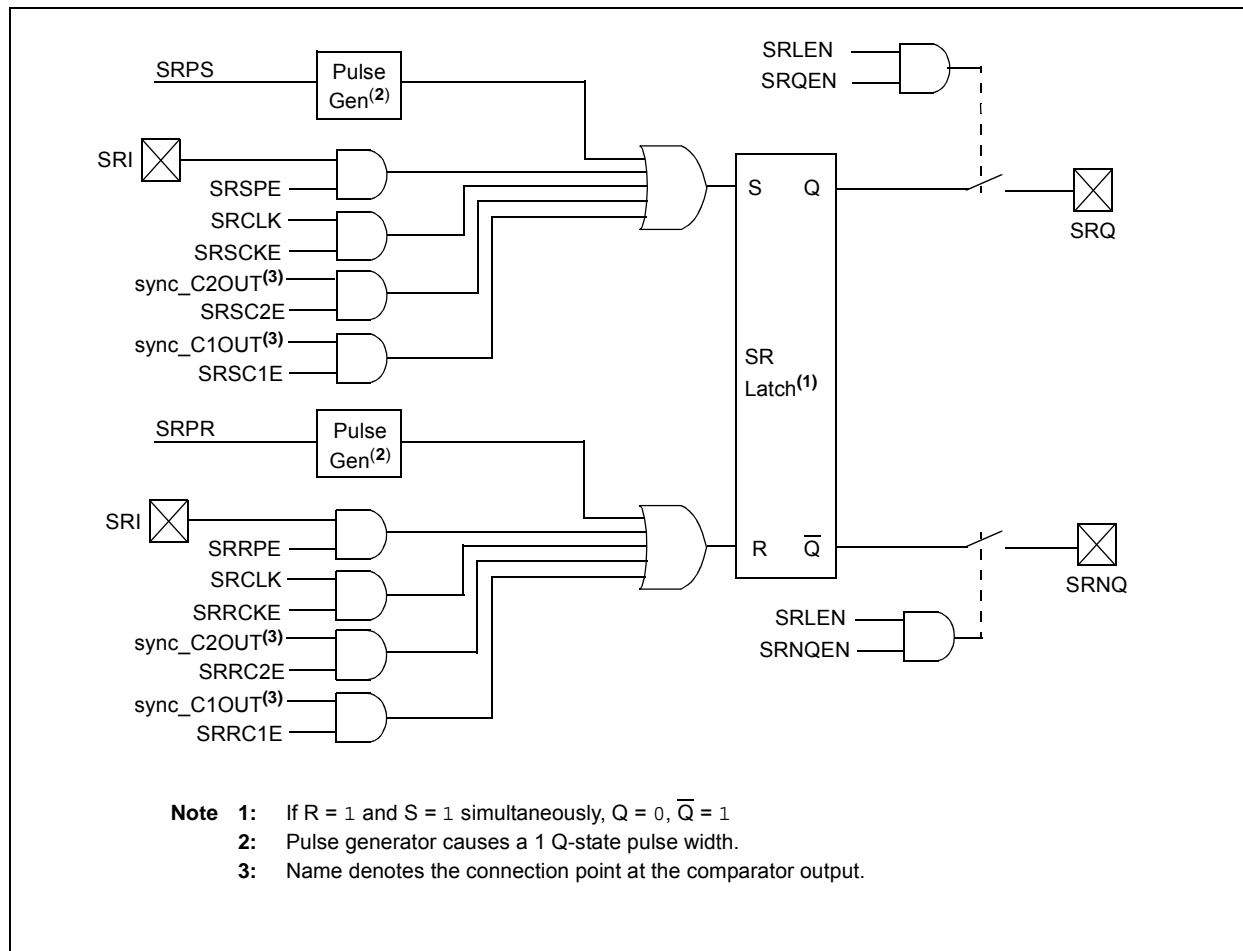 SRPS
Pulse
Gen(2)
SRLEN
SRQEN
SRI
SRSPE
SRCLK
SRSCKE
sync_C2OUT(3)
SRSC2E
sync_C1OUT(3)
SRSC1E
S Q
SRQ
SR
Latch(1)
SRPR
Pulse
Gen(2)
SRI
SRRPE
SRCLK
SRRCKE
sync_C2OUT(3)
SRRC2E
sync_C1OUT(3)
SRRC1E
R Q̅
SRNQ
SRLEN
SRNQEN
Note 1: If R = 1 and S = 1 simultaneously, Q = 0, Q̅ = 1
2: Pulse generator causes a 1 Q-state pulse width.
3: Name denotes the connection point at the comparator output.